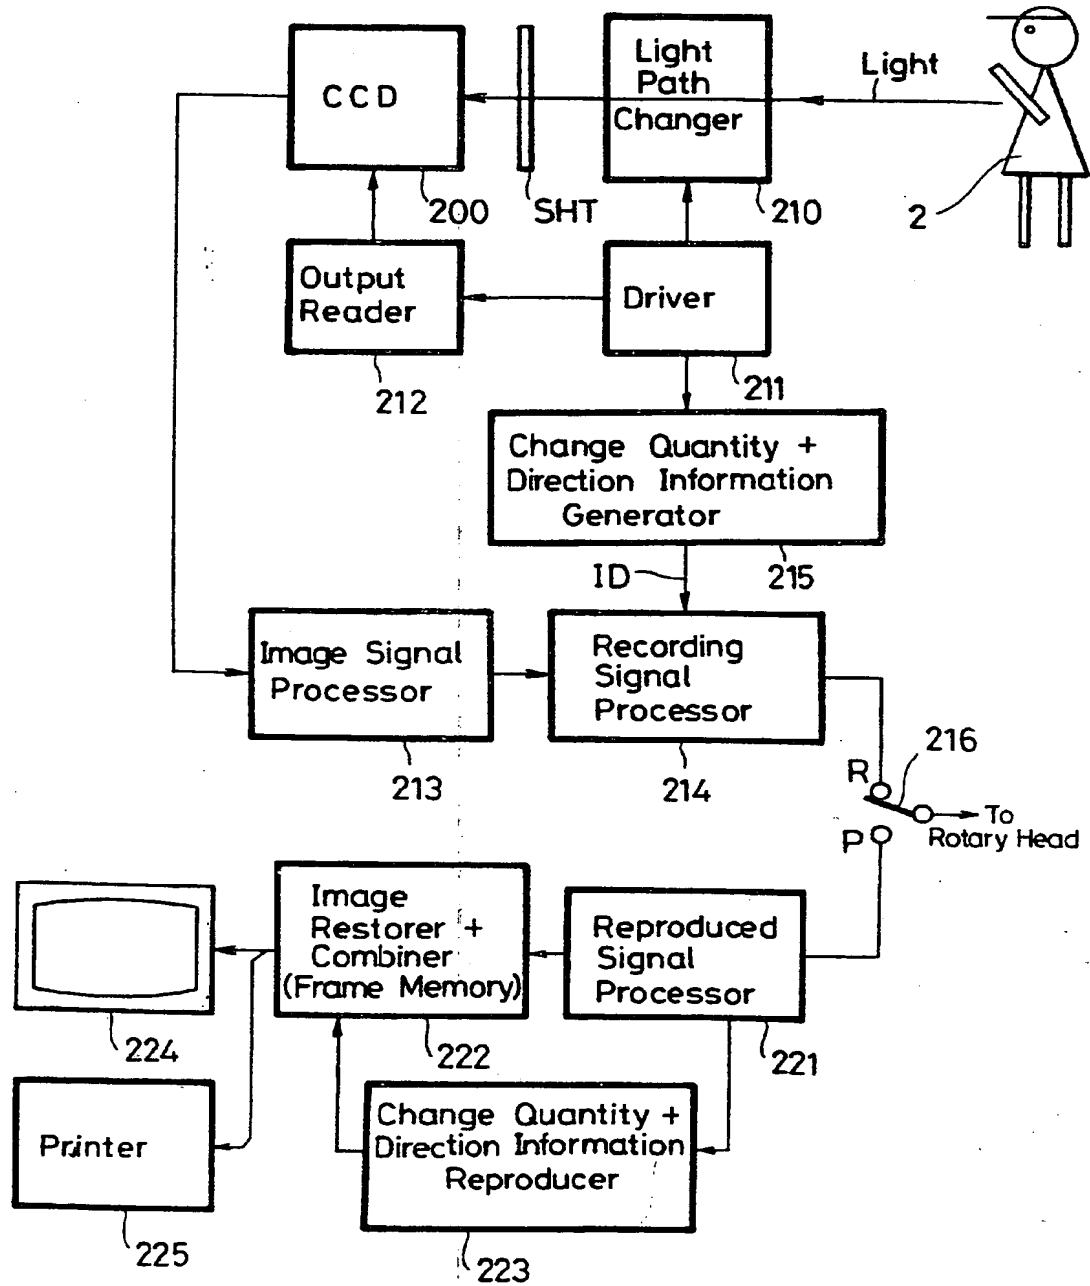 CCD
Light
Path
Changer
Light
200
SHT
210
2
Output
Reader
Driver
212
211
Change Quantity +
Direction Information
Generator
ID
215
Image Signal
Processor
Recording
Signal
Processor
213
214
216
R
To
Rotary Head
P
Image
Restorer +
Combiner
(Frame Memory)
Reproduced
Signal
Processor
224
222
221
Printer
Change Quantity +
Direction Information
Reproducer
225
223